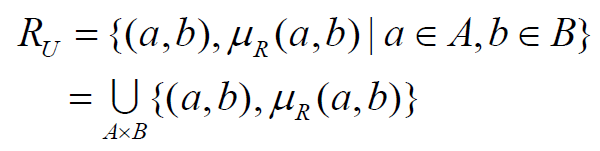 R_U = {(a,b), μ_R(a,b) | a ∈ A, b ∈ B}
= ⋃_{A×B} {(a,b), μ_R(a,b)}